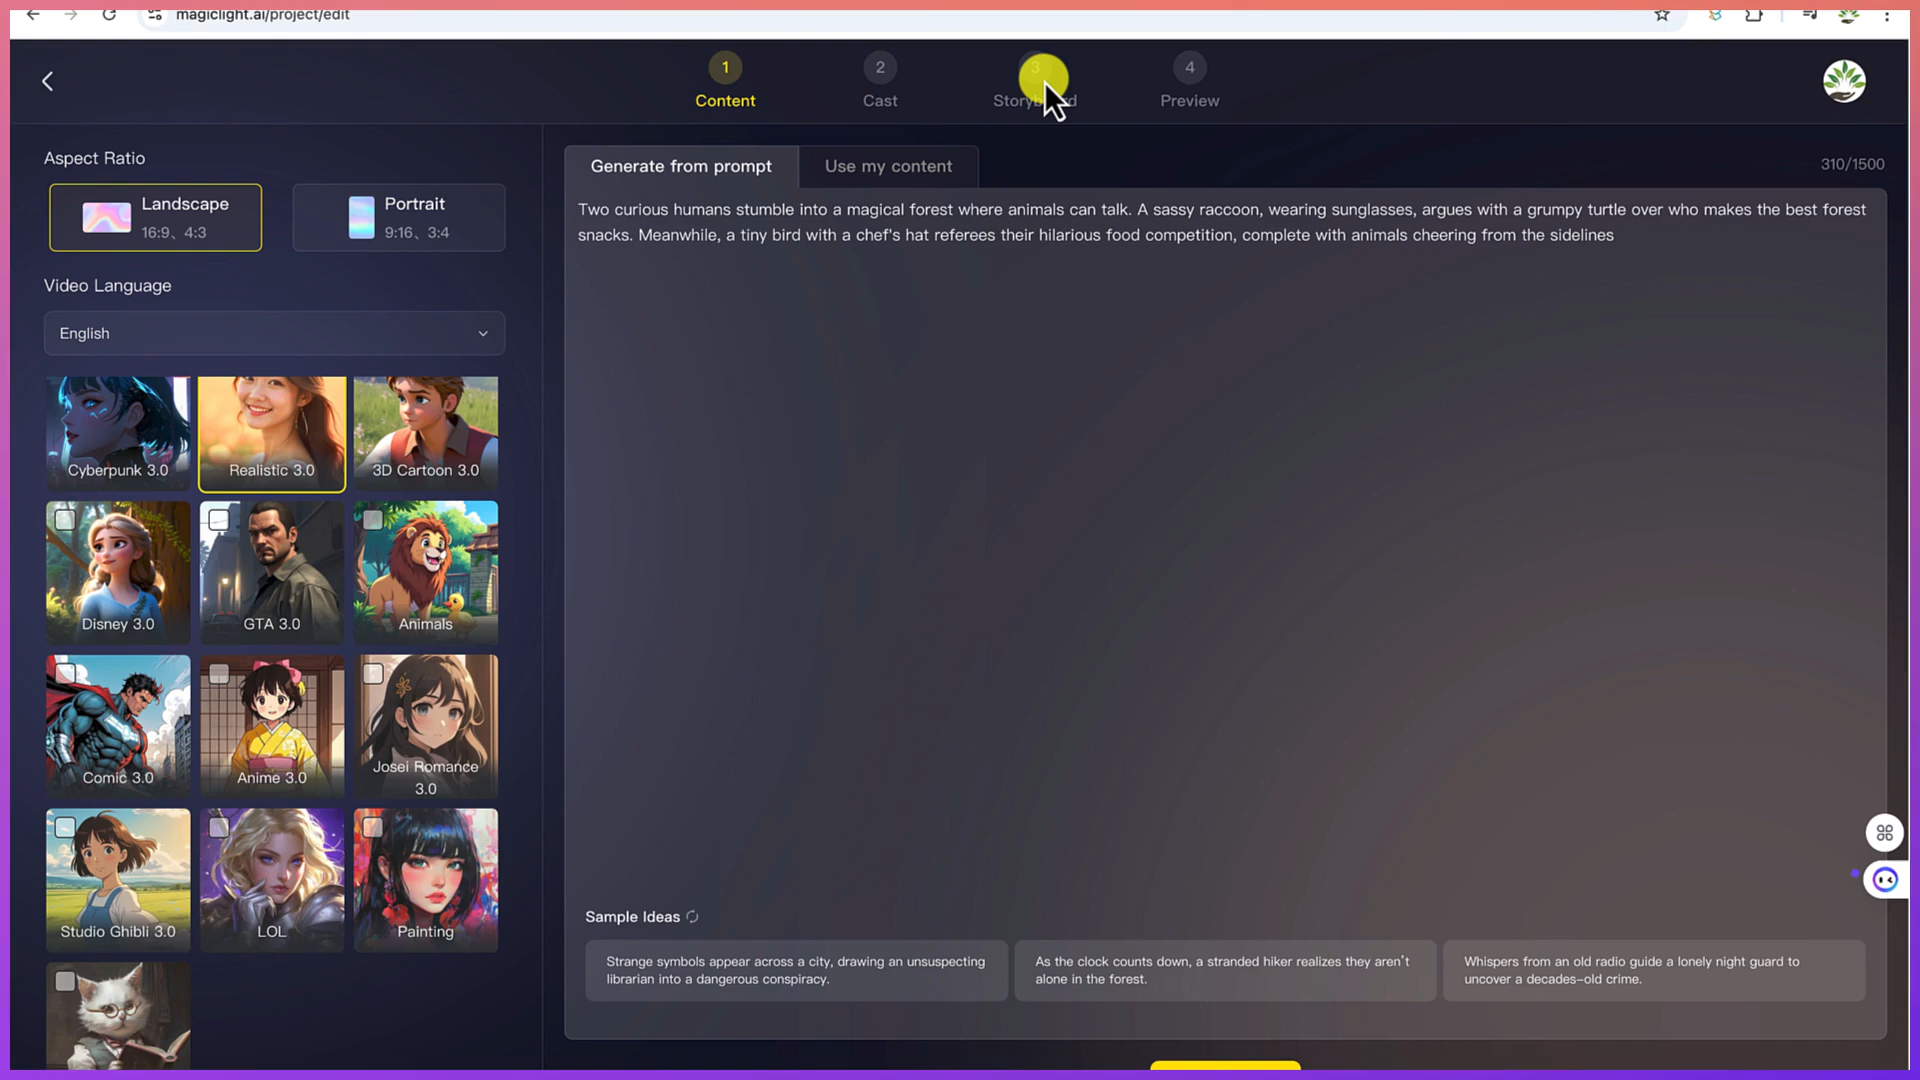 magiclight.ai/project/edit
1
2
3
4
Content
Cast
Storyboard
Preview
Aspect Ratio
Landscape
16:9、4:3
Portrait
9:16、3:4
Video Language
English
Cyberpunk 3.0
Realistic 3.0
3D Cartoon 3.0
Disney 3.0
GTA 3.0
Animals
Comic 3.0
Anime 3.0
Josei Romance
3.0
Studio Ghibli 3.0
LOL
Painting
Generate from prompt
Use my content
310/1500
Two curious humans stumble into a magical forest where animals can talk. A sassy raccoon, wearing sunglasses, argues with a grumpy turtle over who makes the best forest
snacks. Meanwhile, a tiny bird with a chef's hat referees their hilarious food competition, complete with animals cheering from the sidelines
Sample Ideas
Strange symbols appear across a city, drawing an unsuspecting
librarian into a dangerous conspiracy.
As the clock counts down, a stranded hiker realizes they aren't
alone in the forest.
Whispers from an old radio guide a lonely night guard to
uncover a decades-old crime.